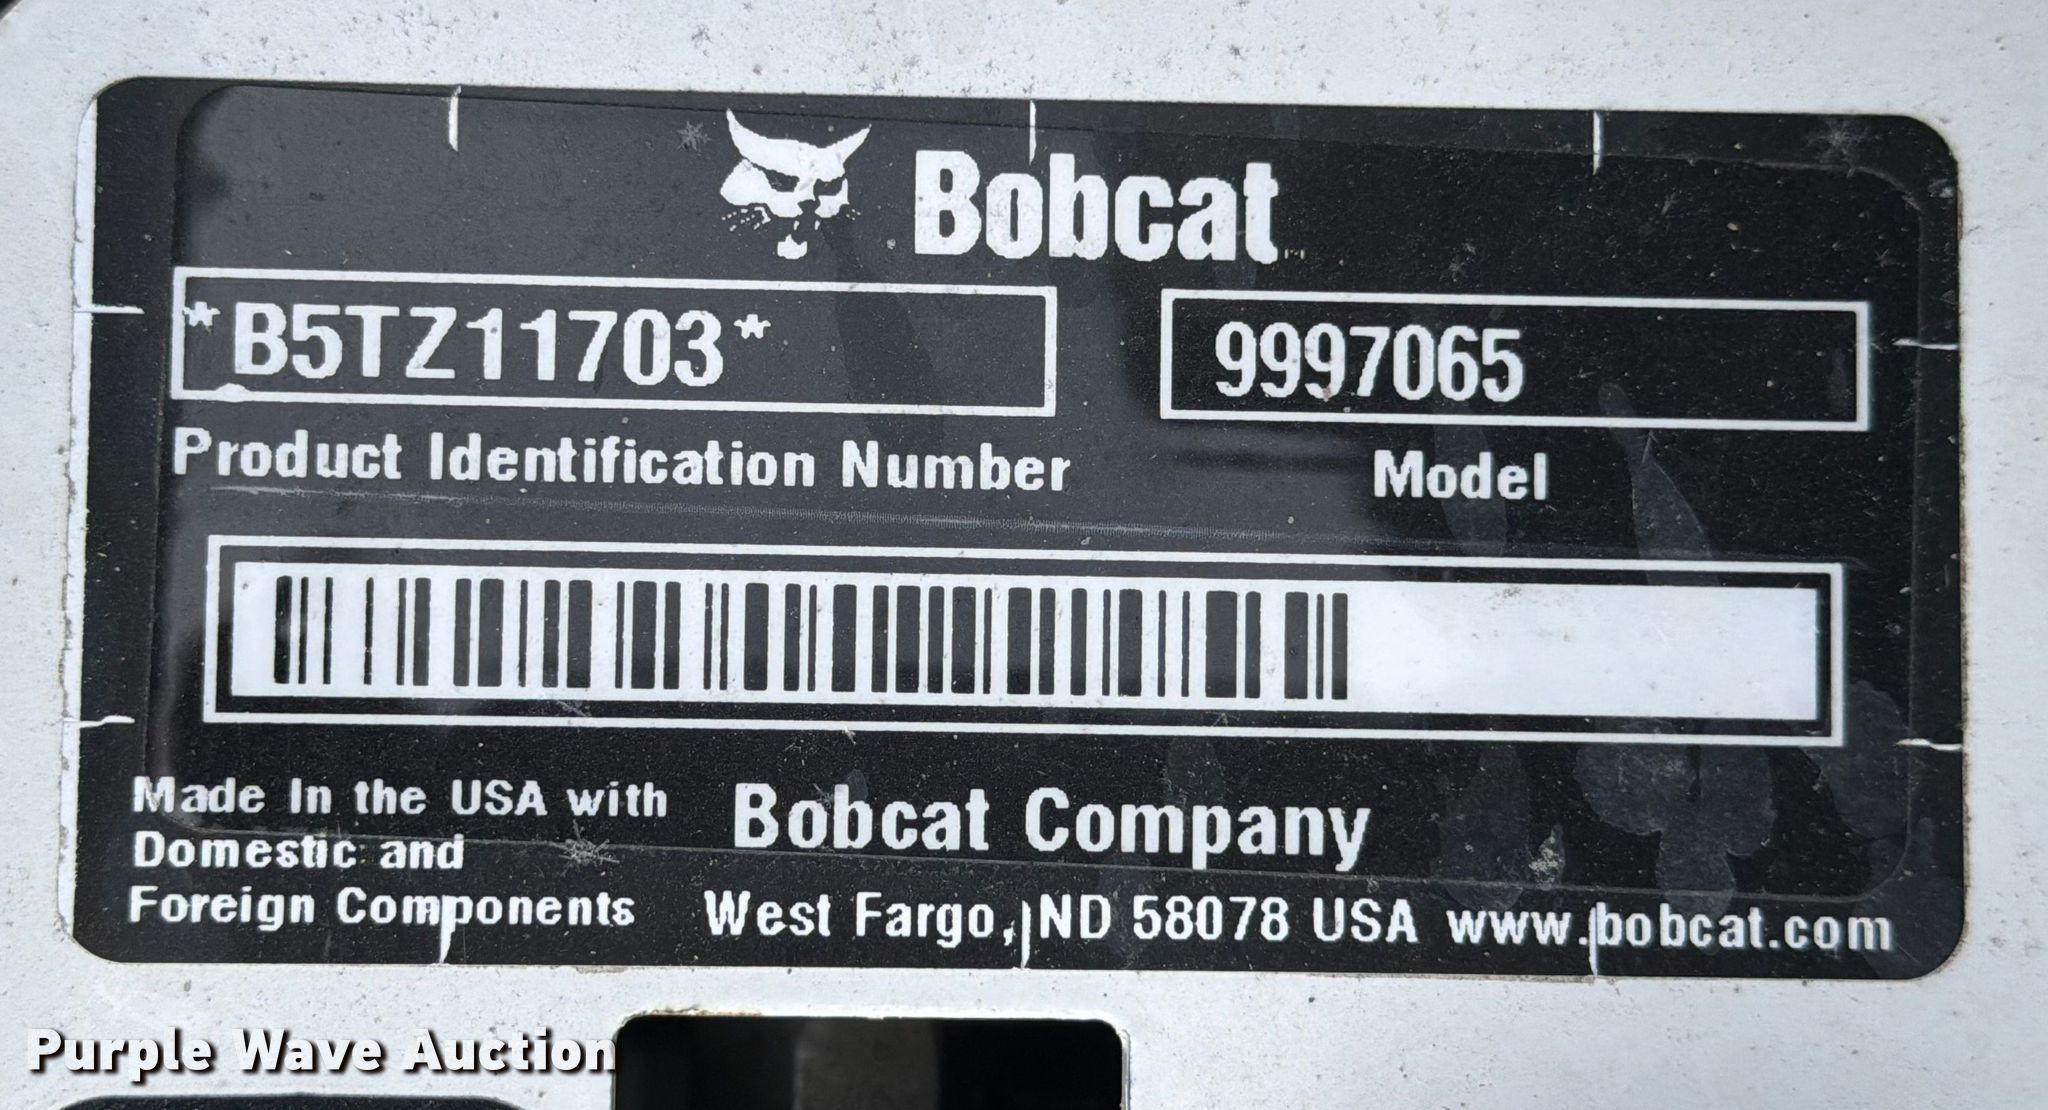 Bobcat
*B5TZ11703*
9997065
Product Identification Number
Model
Made In the USA with
Domestic and
Foreign Components
Bobcat Company
West Fargo, ND 58078 USA www.bobcat.com
Purple Wave Auction